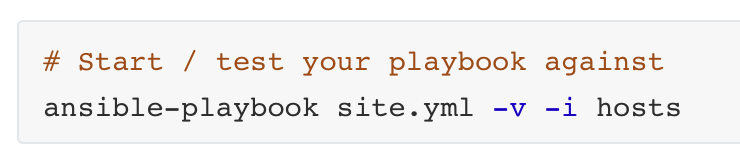 # Start / test your playbook against
ansible-playbook site.yml -v -i hosts